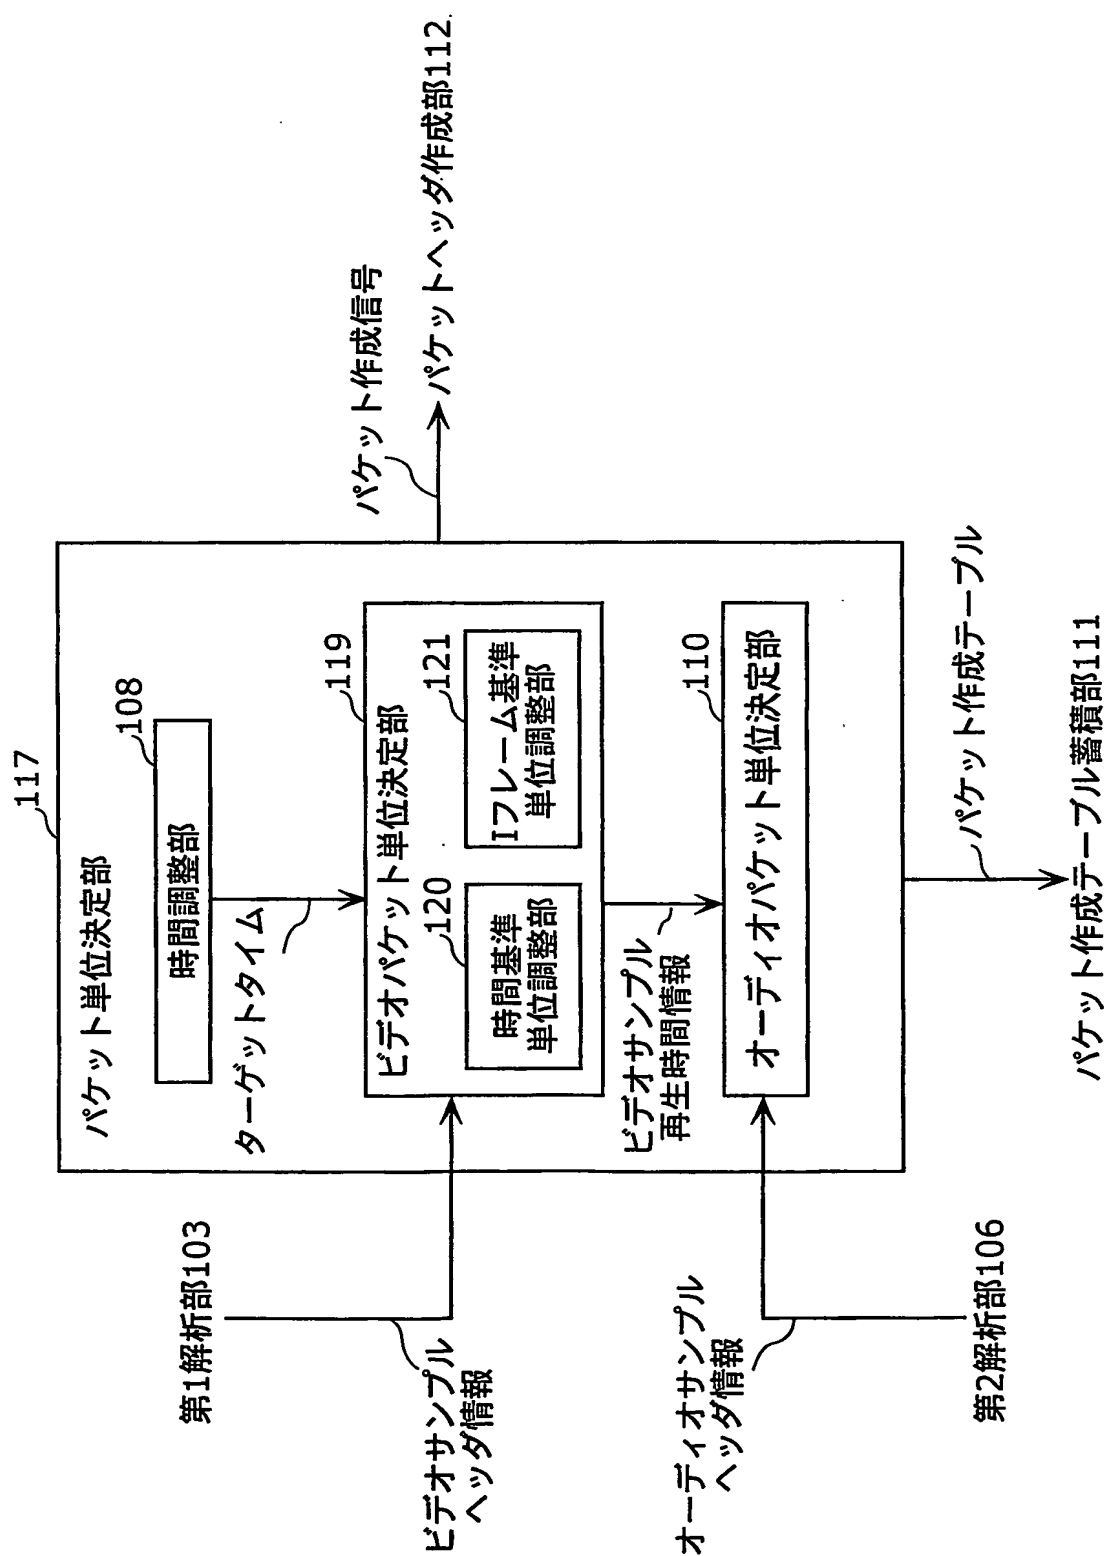 117
パケット単位決定部
108
時間調整部
ターゲットタイム
119
ビデオパケット単位決定部
120
時間基準
単位調整部
121
Iフレーム基準
単位調整部
ビデオサンプル
再生時間情報
110
オーディオパケット単位決定部
第1解析部103
ビデオサンプル
ヘッダ情報
オーディオサンプル
ヘッダ情報
第2解析部106
パケット作成信号
パケットヘッダ作成部112
パケット作成テーブル
パケット作成テーブル蓄積部111